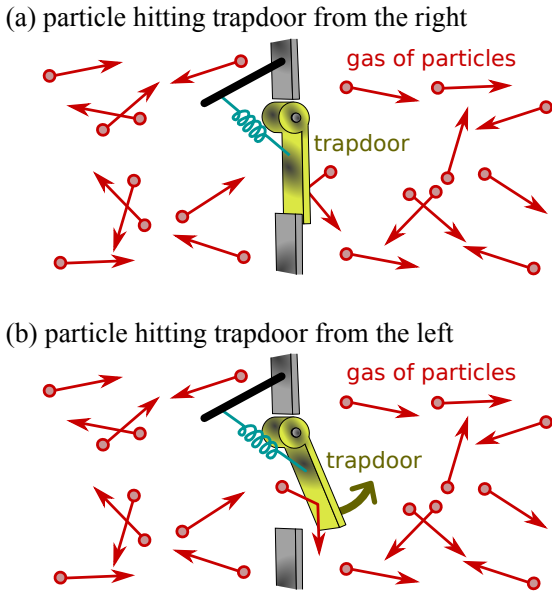 (a) particle hitting trapdoor from the right
gas of particles
trapdoor
(b) particle hitting trapdoor from the left
gas of particles
trapdoor